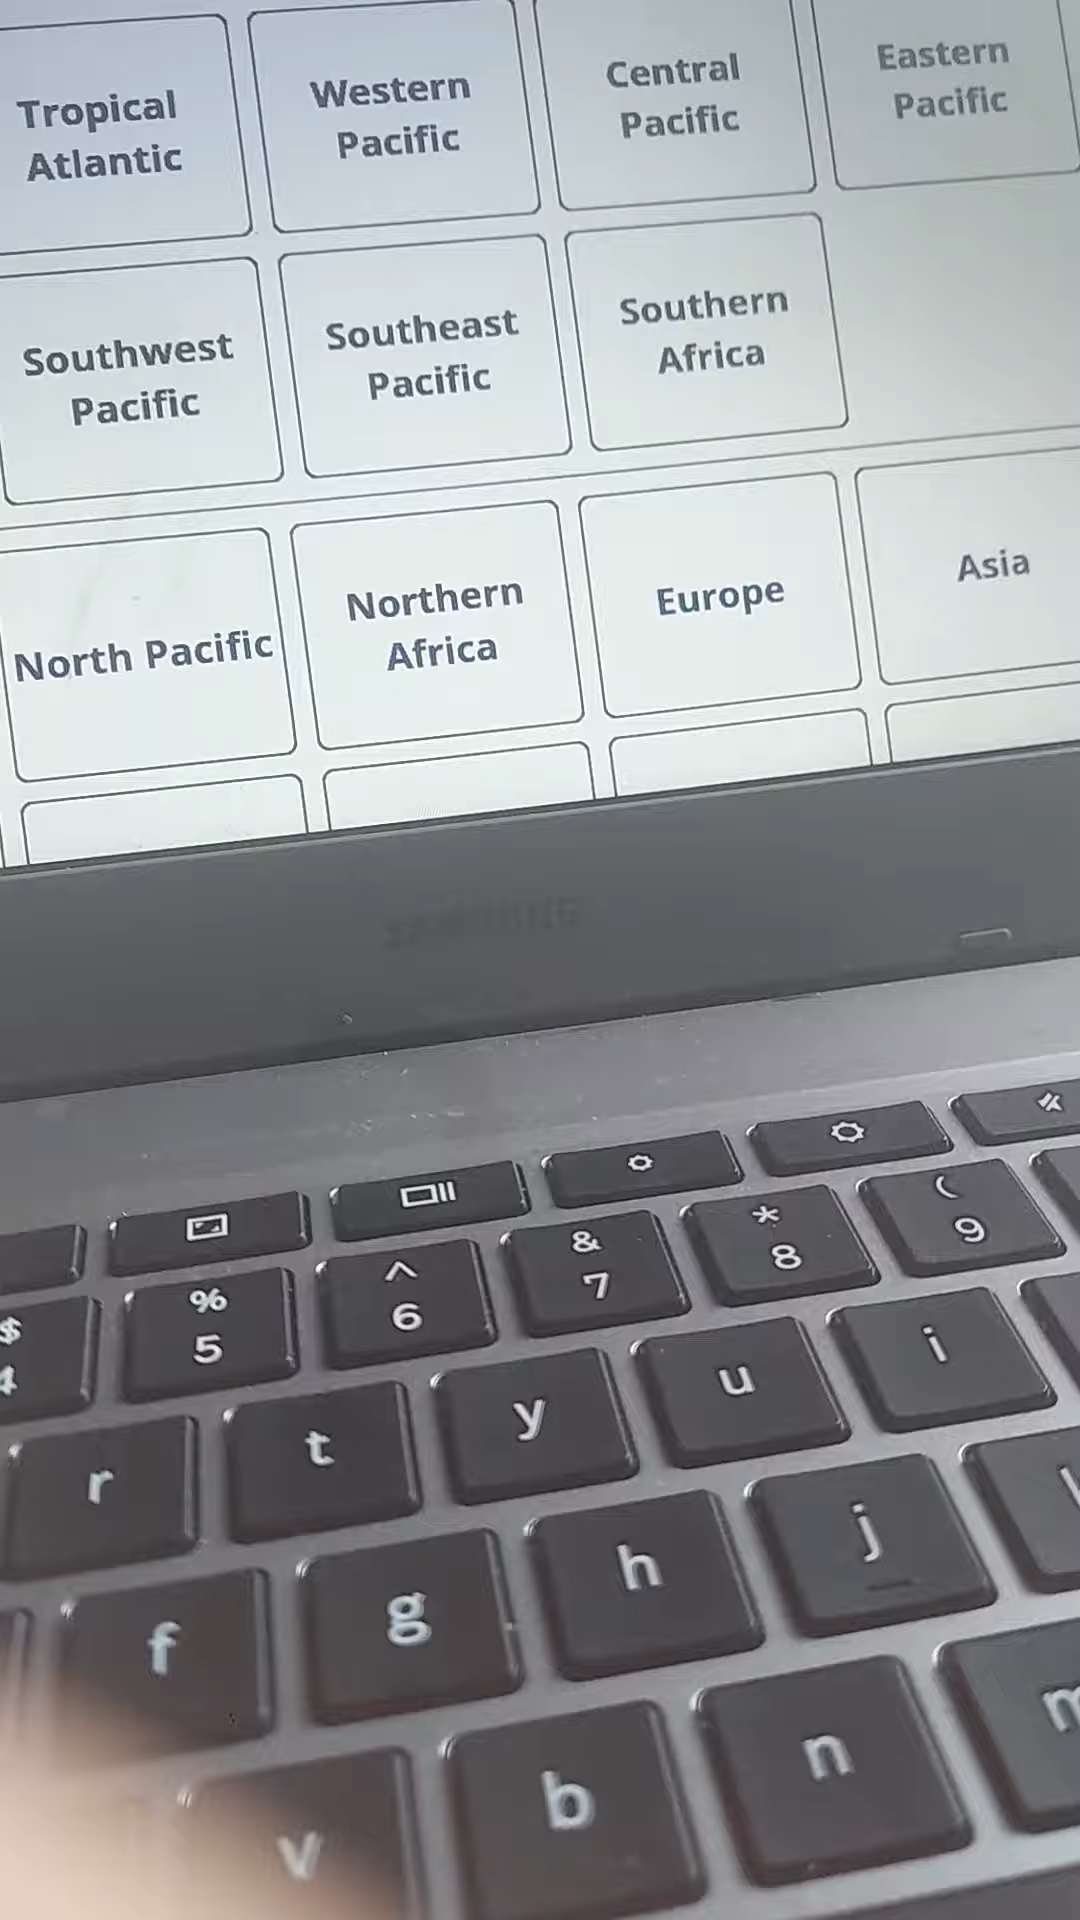 Tropical
Atlantic
Western
Pacific
Central
Pacific
Eastern
Pacific
Southwest
Pacific
Southeast
Pacific
Southern
Africa
North Pacific
Northern
Africa
Europe
Asia
$ % ^ & * (
4 5 6 7 8 9
r t y u i
f g h j
v b n m